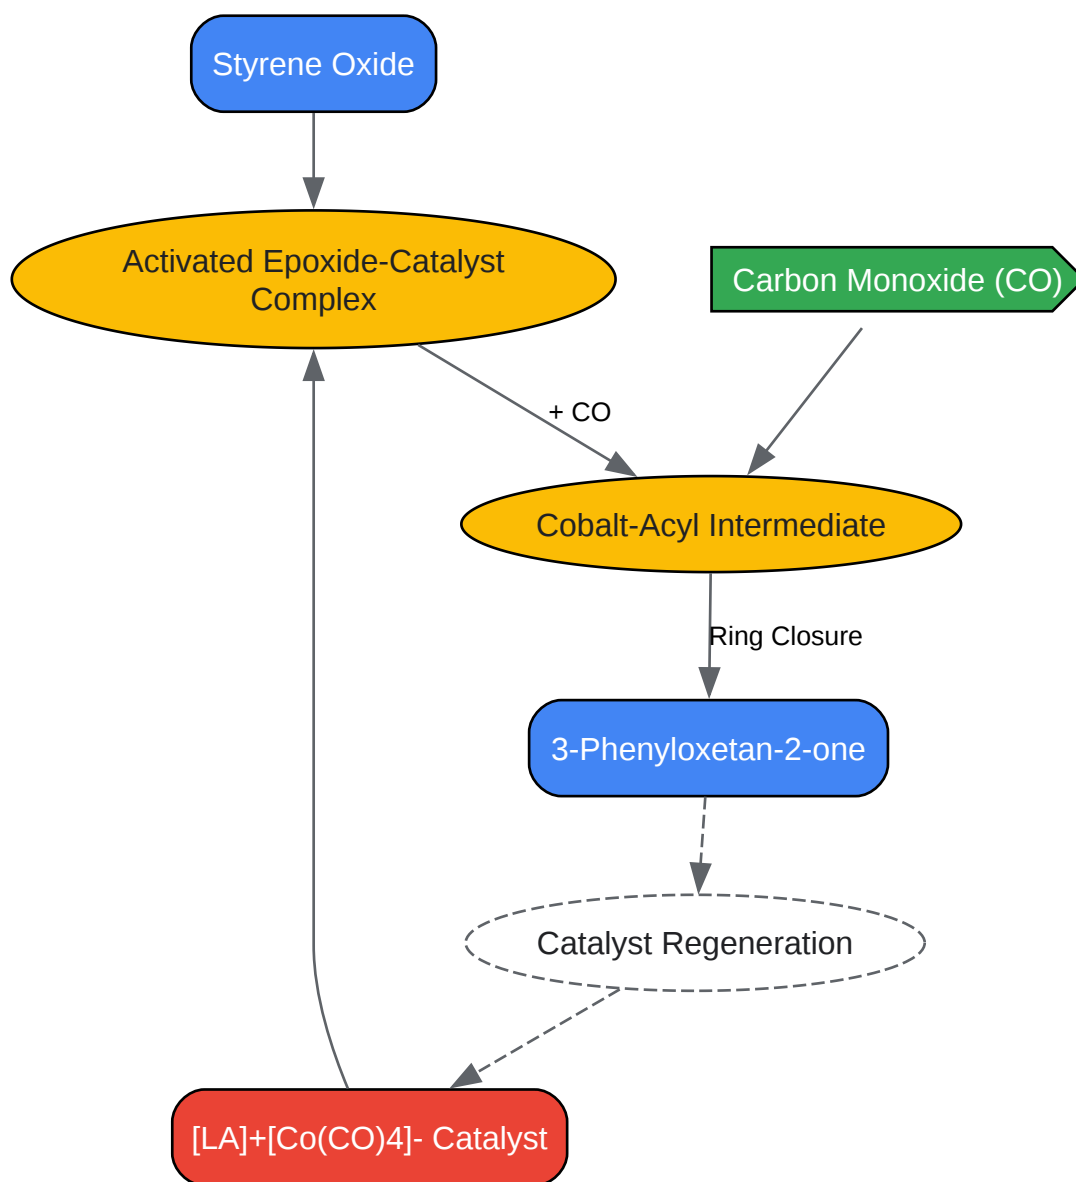 Styrene Oxide
Activated Epoxide-Catalyst
Complex
Carbon Monoxide (CO)
+ CO
Cobalt-Acyl Intermediate
Ring Closure
3-Phenyloxetan-2-one
Catalyst Regeneration
[LA]+[Co(CO)4]- Catalyst